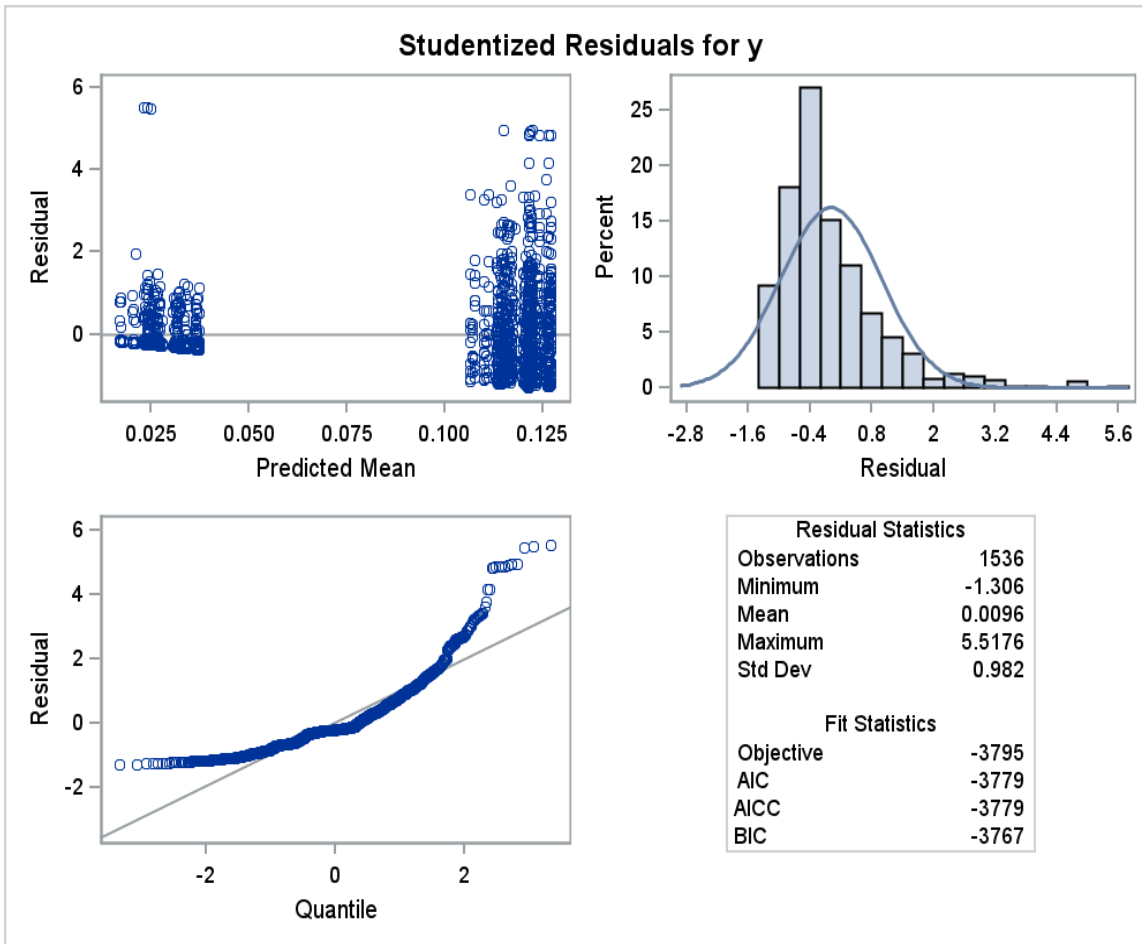 Studentized Residuals for y
6
4
2
0
Residual
0.025 0.050 0.075 0.100 0.125
Predicted Mean
25
20
15
10
5
0
Percent
-2.8 -1.6 -0.4 0.8 2 3.2 4.4 5.6
Residual
6
4
2
0
-2
Residual
-2 0 2
Quantile
Residual Statistics
Observations 1536
Minimum -1.306
Mean 0.0096
Maximum 5.5176
Std Dev 0.982
Fit Statistics
Objective -3795
AIC -3779
AICC -3779
BIC -3767